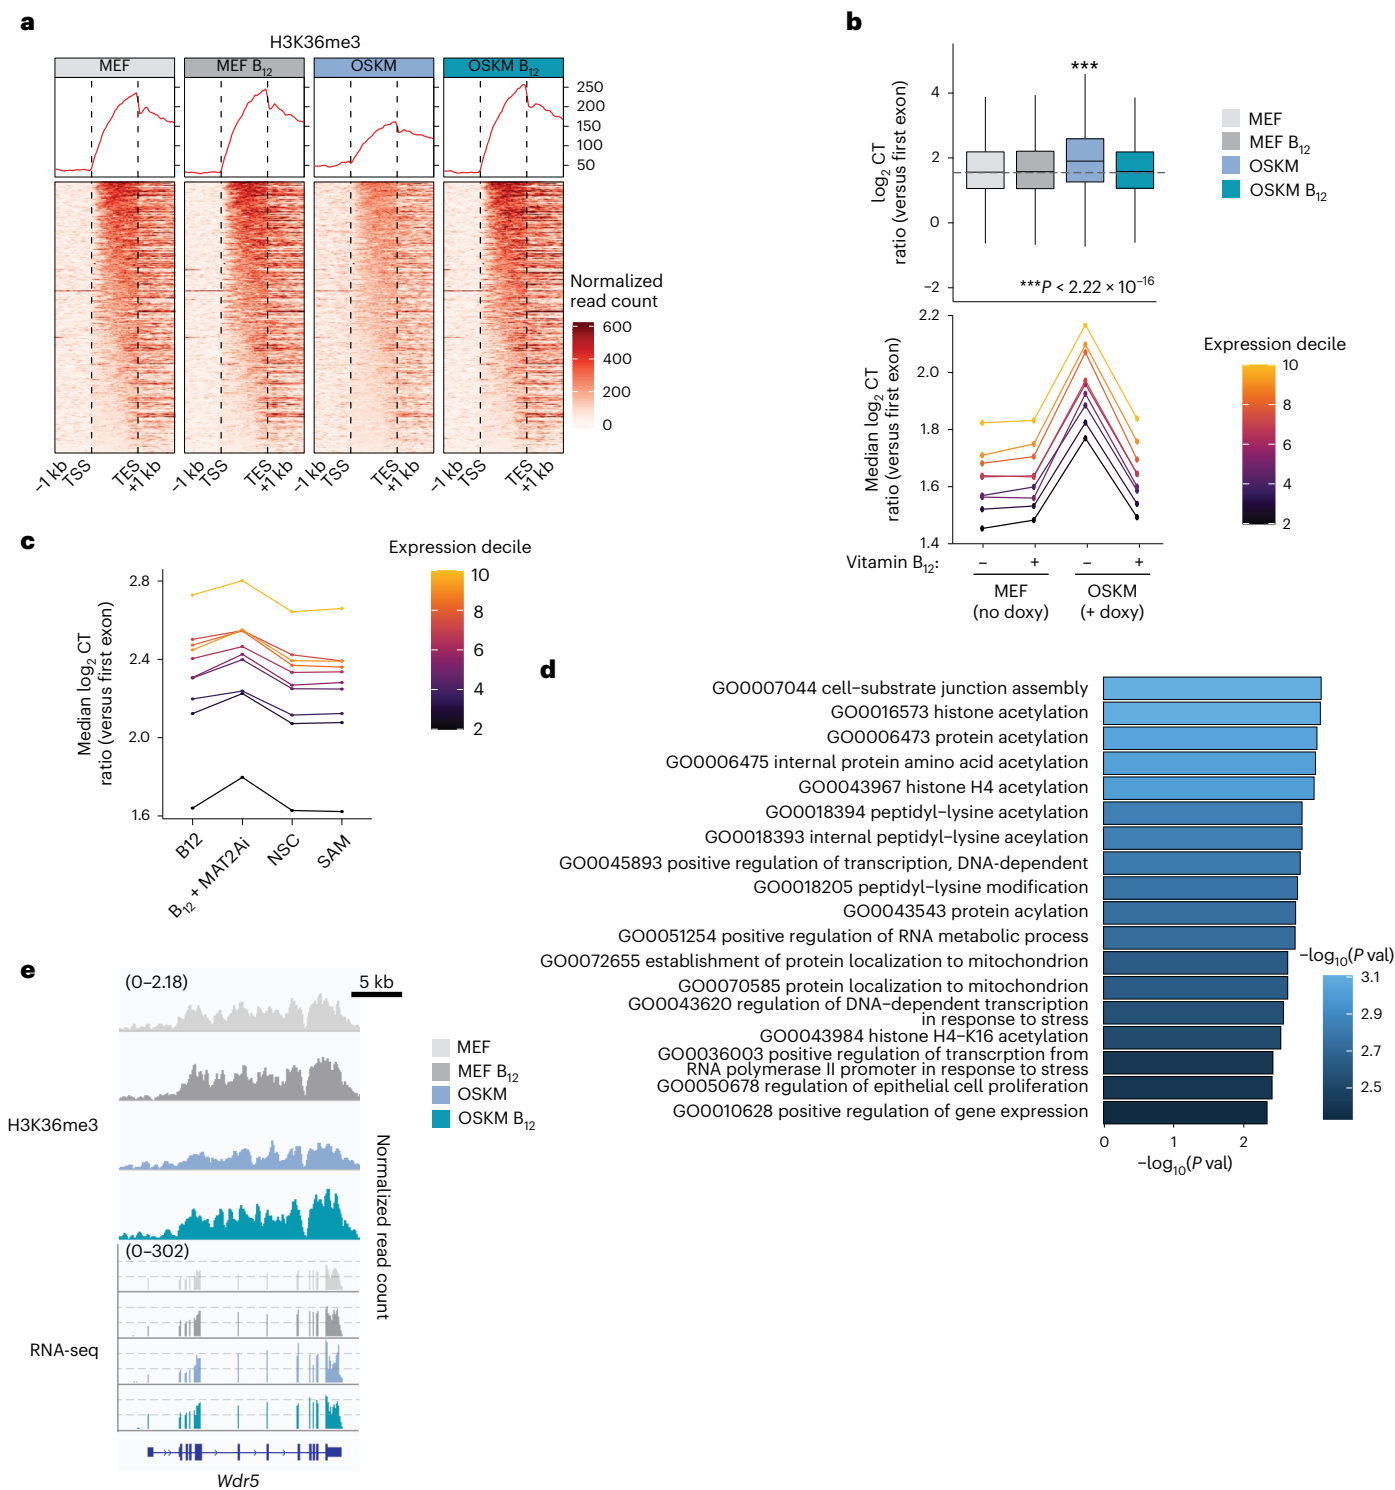 a
H3K36me3
MEF
MEF B12
OSKM
OSKM B12
250
200
150
100
50
Normalized
read count
600
400
200
0
−1 kb
TSS
TES
+1 kb
−1 kb
TSS
TES
+1 kb
−1 kb
TSS
TES
+1 kb
−1 kb
TSS
TES
+1 kb
b
log2 CT
ratio (versus first exon)
4
2
0
−2
***
***P < 2.22 × 10−16
MEF
MEF B12
OSKM
OSKM B12
Median log2 CT
ratio (versus first exon)
2.2
2.0
1.8
1.6
1.4
Expression decile
10
8
6
4
2
Vitamin B12:
−
+
−
+
MEF
(no doxy)
OSKM
(+ doxy)
c
Expression decile
10
8
6
4
2
Median log2 CT
ratio (versus first exon)
2.8
2.4
2.0
1.6
B12
B12 + MAT2Ai
NSC
SAM
d
GO0007044 cell−substrate junction assembly
GO0016573 histone acetylation
GO0006473 protein acetylation
GO0006475 internal protein amino acid acetylation
GO0043967 histone H4 acetylation
GO0018394 peptidyl−lysine acetylation
GO0018393 internal peptidyl−lysine aceylation
GO0045893 positive regulation of transcription, DNA-dependent
GO0018205 peptidyl−lysine modification
GO0043543 protein acylation
GO0051254 positive regulation of RNA metabolic process
GO0072655 establishment of protein localization to mitochondrion
GO0070585 protein localization to mitochondrion
GO0043620 regulation of DNA−dependent transcription
in response to stress
GO0043984 histone H4−K16 acetylation
GO0036003 positive regulation of transcrption from
RNA polymerase II promoter in response to stress
GO0050678 regulation of epithelial cell proliferation
GO0010628 positive regulation of gene expression
0
1
2
−log10(P val)
−log10(P val)
3.1
2.9
2.7
2.5
e
(0−2.18)
5 kb
H3K36me3
MEF
MEF B12
OSKM
OSKM B12
Normalized read count
(0−302)
RNA-seq
Wdr5